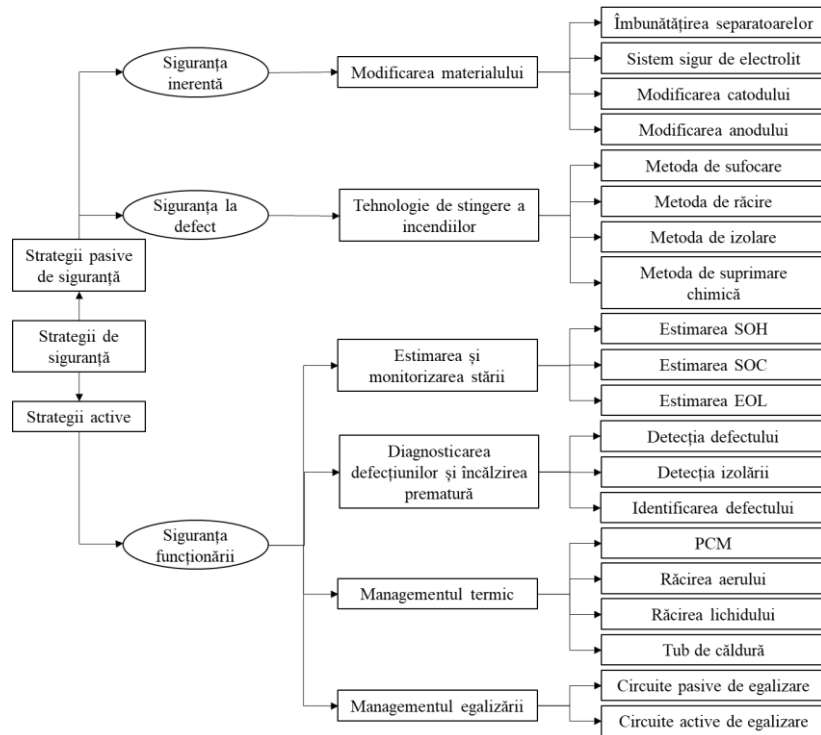 Siguranța
inerentă
Modificarea materialului
Îmbunătățirea separatoarelor
Sistem sigur de electrolit
Modificarea catodului
Modificarea anodului
Siguranța la
defect
Tehnologie de stingere a
incendiilor
Metoda de sufocare
Metoda de răcire
Metoda de izolare
Metoda de suprimare
chimică
Strategii pasive
de siguranță
Strategii de
siguranță
Strategii active
Siguranța
funcționării
Estimarea și
monitorizarea stării
Estimarea SOH
Estimarea SOC
Estimarea EOL
Diagnosticarea
defecțiunilor și încălzirea
prematură
Detecția defectului
Detecția izolării
Identificarea defectului
Managementul termic
PCM
Răcirea aerului
Răcirea lichidului
Tub de căldură
Managementul egalizării
Circuite pasive de egalizare
Circuite active de egalizare